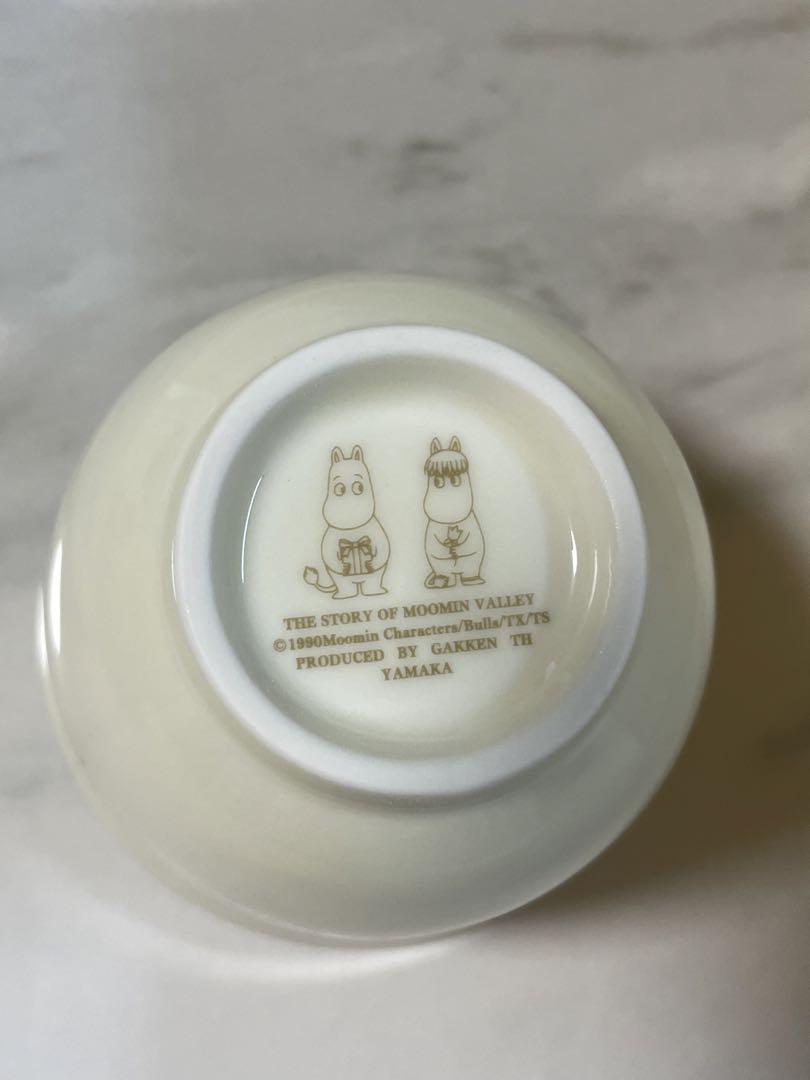 THE STORY OF MOOMIN VALLEY
©1990Moomin Characters/Bulls/TX/TS
PRODUCED BY GAKKEN TH
YAMAKA